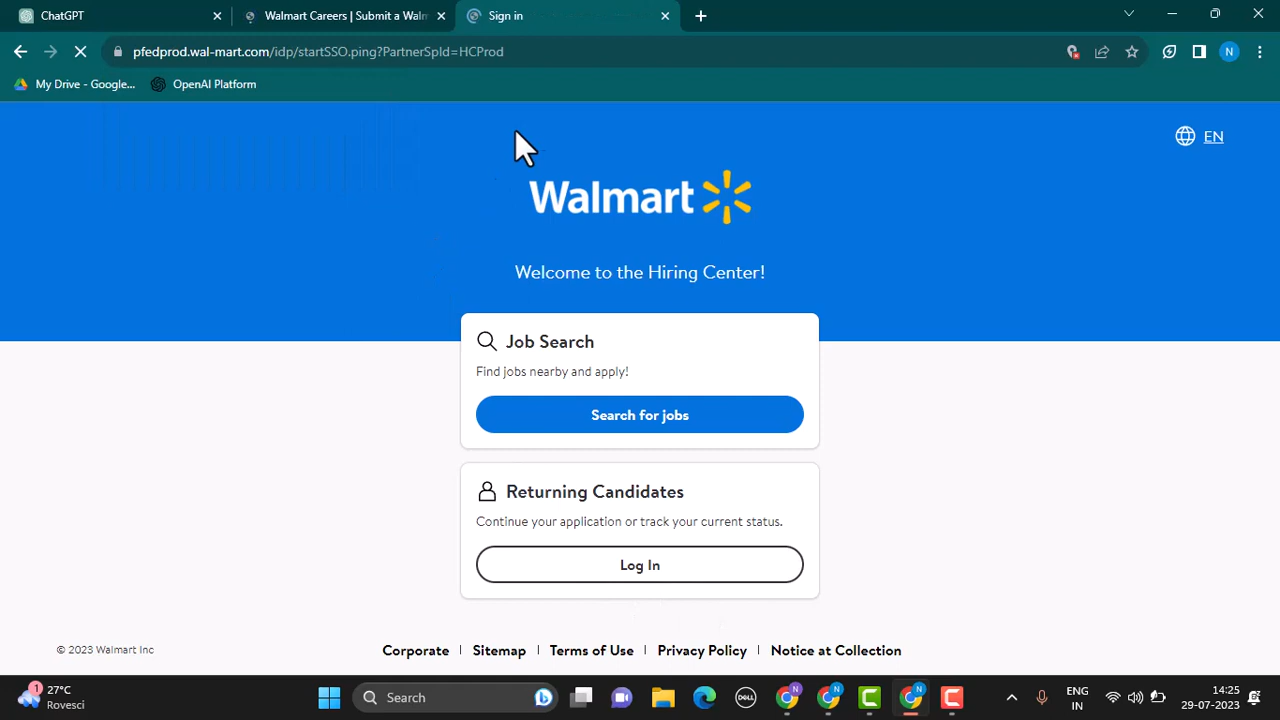 ChatGPT
Walmart Careers | Submit a Walm
Sign in
pfedprod.wal-mart.com/idp/startSSO.ping?PartnerSpId=HCProd
N
My Drive - Google...
OpenAI Platform
EN
Walmart
Welcome to the Hiring Center!
Job Search
Find jobs nearby and apply!
Search for jobs
Returning Candidates
Continue your application or track your current status.
Log In
© 2023 Walmart Inc
Corporate | Sitemap | Terms of Use | Privacy Policy | Notice at Collection
1
27°C
Rovesci
Search
DELL
N
N
N
ENG
IN
14:25
29-07-2023